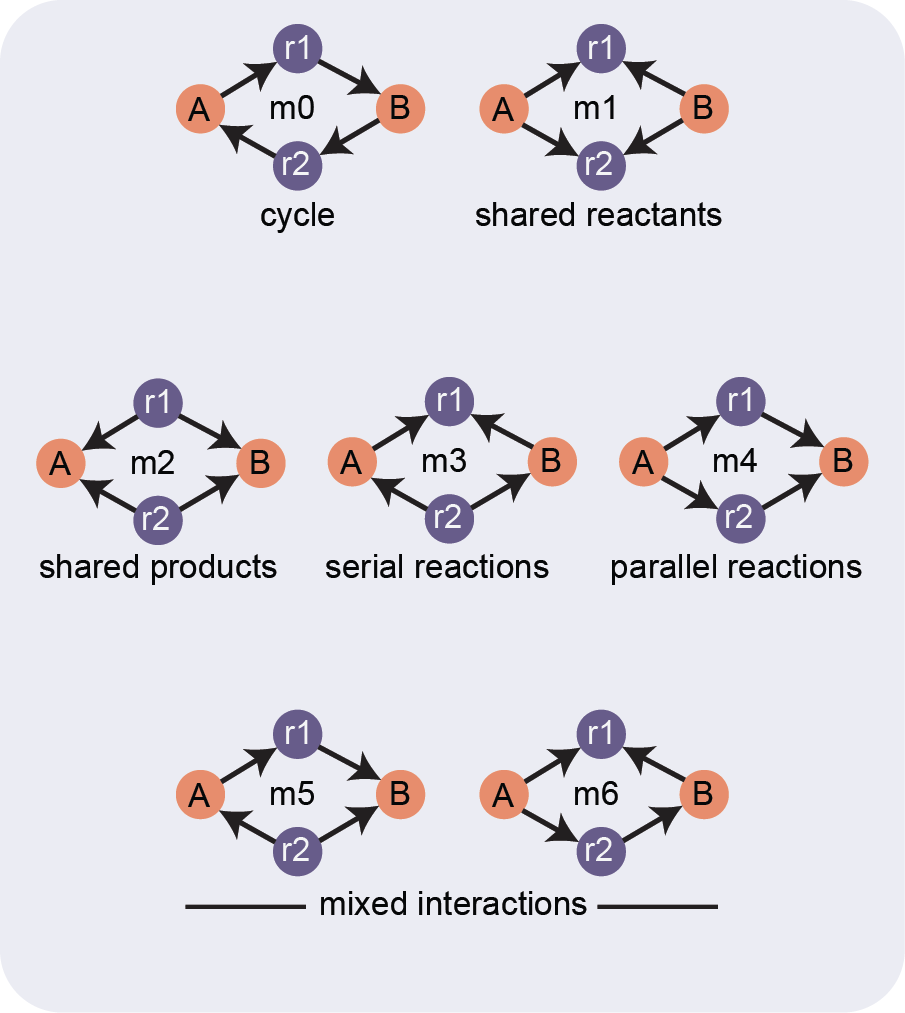 r1 r1
A m0 B A m1 B
r2 r2
cycle shared reactants
r1 r1 r1
A m2 B A m3 B A m4 B
r2 r2 r2
shared products serial reactions parallel reactions
r1 r1
A m5 B A m6 B
r2 r2
mixed interactions